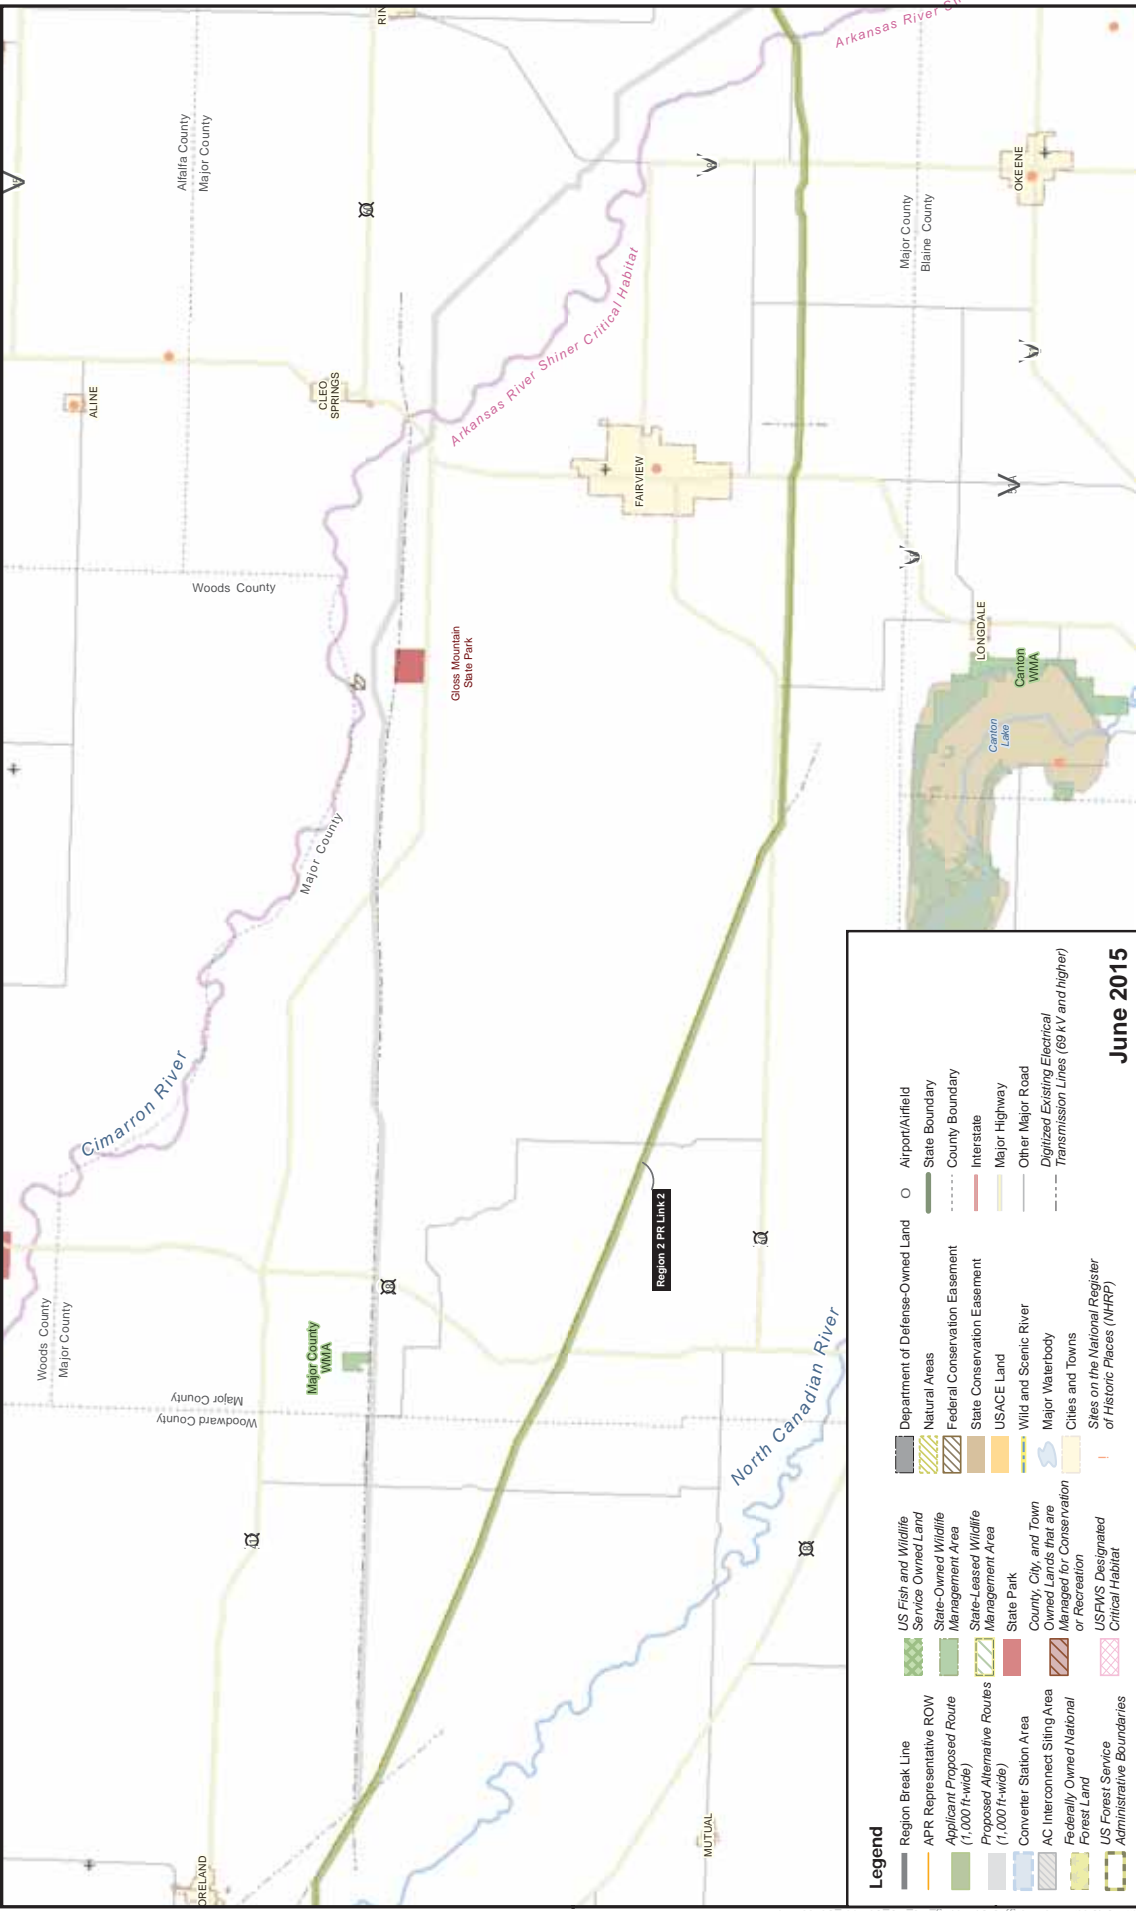 Arkansas River
Alfalfa County
Major County
Woods County
ALINE
CLEO
SPRINGS
Arkansas River Shiner Critical Habitat
OKEENE
Major County
Blaine County
FAIRVIEW
Gloss Mountain
State Park
LONGDALE
Canton
WMA
Canton
Lake
Major County
Cimarron River
Woods County
Major County
Major County
WMA
Major County
Woodward County
Region 2 PR Link 2
North Canadian River
MUTUAL
Legend
Region Break Line
APR Representative ROW
Applicant Proposed Route
(1,000 ft-wide)
Proposed Alternative Routes
(1,000 ft-wide)
Converter Station Area
AC Interconnect Siting Area
Federally Owned National
Forest Land
US Forest Service
Administrative Boundaries
US Fish and Wildlife
Service Owned Land
State-Owned Wildlife
Management Area
State-Leased Wildlife
Management Area
State Park
County, City, and Town
Owned Lands that are
Managed for Conservation
or Recreation
USFWS Designated
Critical Habitat
Department of Defense-Owned Land
Natural Areas
Federal Conservation Easement
State Conservation Easement
USACE Land
Wild and Scenic River
Major Waterbody
Cities and Towns
Sites on the National Register
of Historic Places (NHRP)
Airport/Airfield
State Boundary
County Boundary
Interstate
Major Highway
Other Major Road
Digitized Existing Electrical
Transmission Lines (69 kV and higher)
June 2015